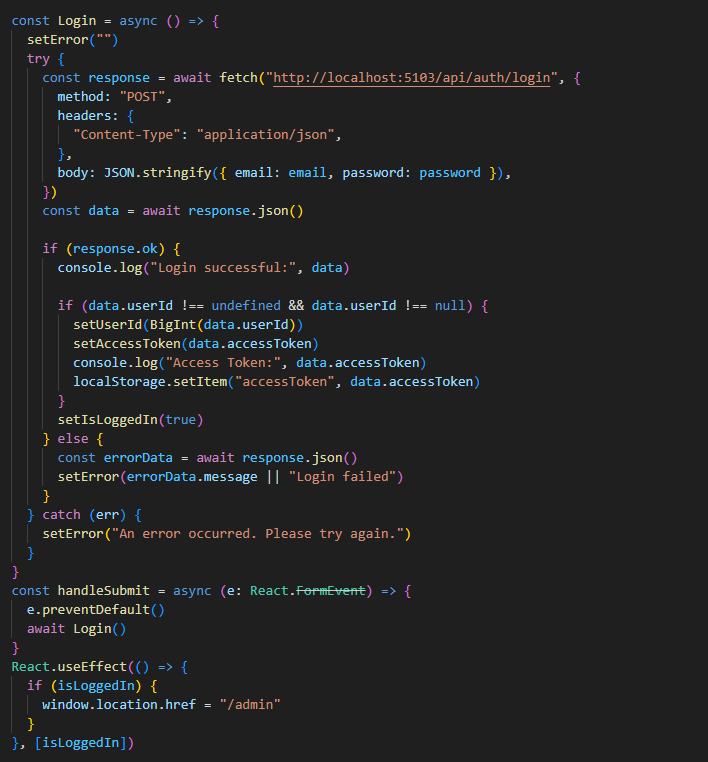 const Login = async () => {
  setError("")
  try {
    const response = await fetch("http://localhost:5103/api/auth/login", {
      method: "POST",
      headers: {
        "Content-Type": "application/json",
      },
      body: JSON.stringify({ email: email, password: password }),
    })
    const data = await response.json()

    if (response.ok) {
      console.log("Login successful:", data)

      if (data.userId !== undefined && data.userId !== null) {
        setUserId(BigInt(data.userId))
        setAccessToken(data.accessToken)
        console.log("Access Token:", data.accessToken)
        localStorage.setItem("accessToken", data.accessToken)
      }
      setIsLoggedIn(true)
    } else {
      const errorData = await response.json()
      setError(errorData.message || "Login failed")
    }
  } catch (err) {
    setError("An error occurred. Please try again.")
  }
}
const handleSubmit = async (e: React.FormEvent) => {
  e.preventDefault()
  await Login()
}
React.useEffect(() => {
  if (isLoggedIn) {
    window.location.href = "/admin"
  }
}, [isLoggedIn])